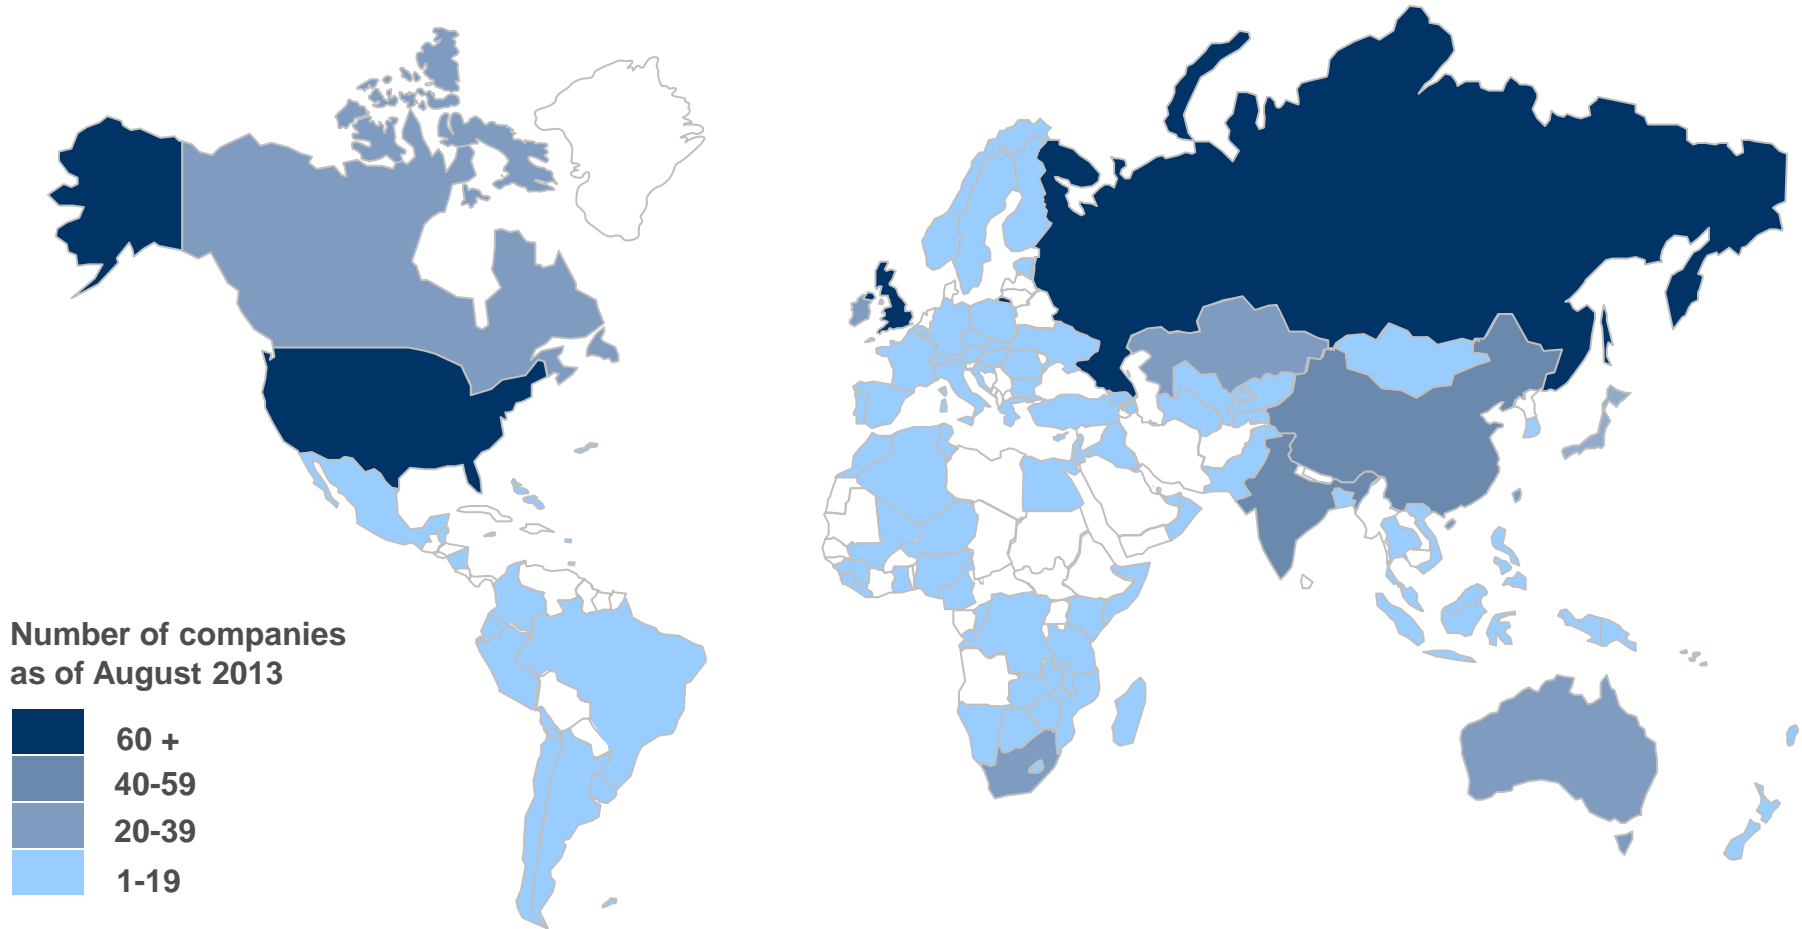 Number of companies
as of August 2013
60 +
40-59
20-39
1-19